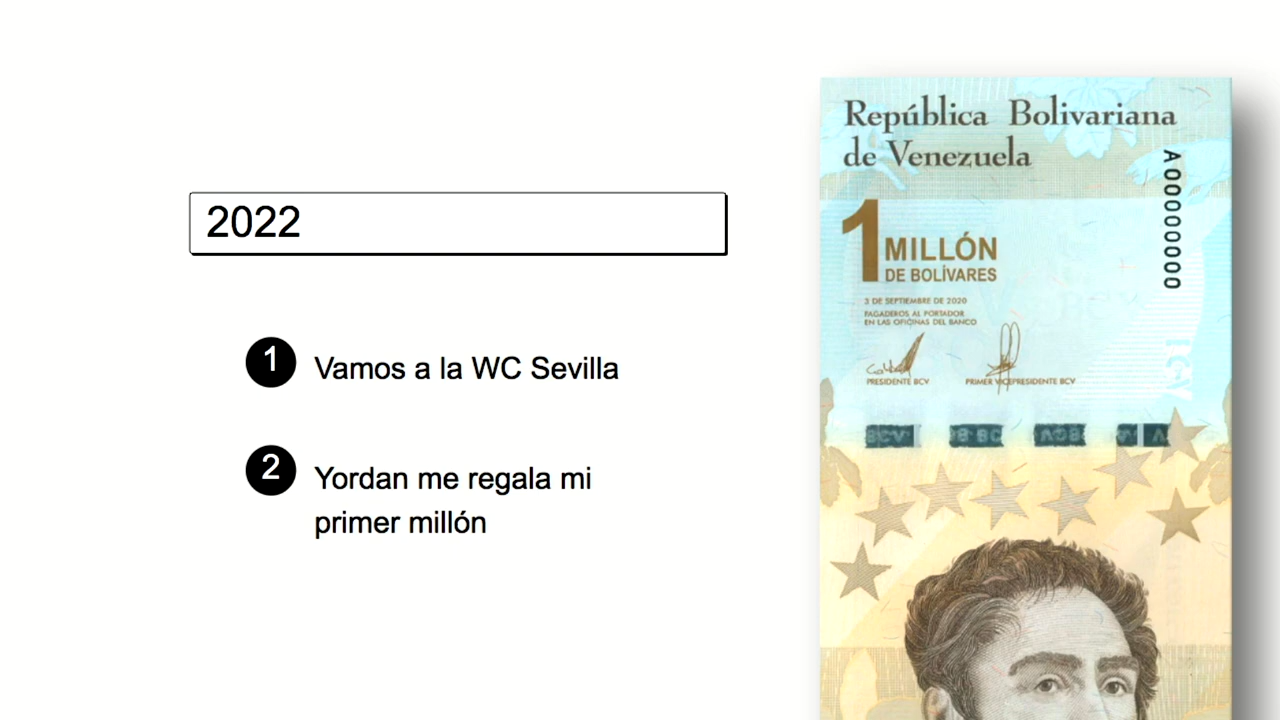 2022
1 Vamos a la WC Sevilla
2 Yordan me regala mi
primer millón
República Bolivariana
de Venezuela
A00000000
1 MILLÓN
DE BOLÍVARES
3 DE SEPTIEMBRE DE 2020
PAGADEROS AL PORTADOR
EN LAS OFICINAS DEL BANCO
PRESIDENTE BCV
PRIMER VICEPRESIDENTE BCV
BCV